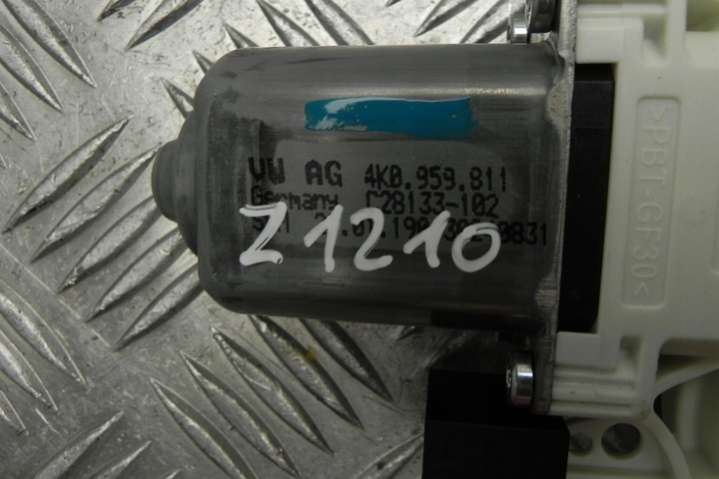 VW AG 4K0.959.811
Germany C28133-102
Z1210
>PBT-GF30<